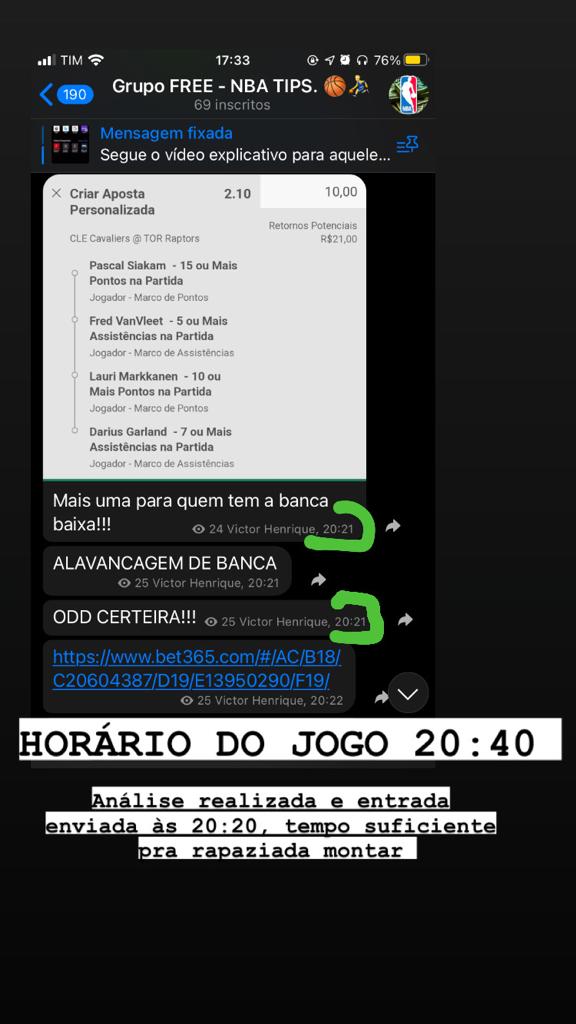 TIM 17:33 76%
190 Grupo FREE - NBA TIPS. 🏀⛹️
69 inscritos
Mensagem fixada
Segue o vídeo explicativo para aquele...
Criar Aposta
Personalizada
2.10
10,00
Retornos Potenciais
R$21,00
CLE Cavaliers @ TOR Raptors
Pascal Siakam - 15 ou Mais
Pontos na Partida
Jogador - Marco de Pontos
Fred VanVleet - 5 ou Mais
Assistências na Partida
Jogador - Marco de Assistências
Lauri Markkanen - 10 ou
Mais Pontos na Partida
Jogador - Marco de Pontos
Darius Garland - 7 ou Mais
Assistências na Partida
Jogador - Marco de Assistências
Mais uma para quem tem a banca
baixa!!!
24 Victor Henrique, 20:21
ALAVANCAGEM DE BANCA
25 Victor Henrique, 20:21
ODD CERTEIRA!!! 25 Victor Henrique, 20:21
https://www.bet365.com/#/AC/B18/
C20604387/D19/E13950290/F19/
25 Victor Henrique, 20:22
HORÁRIO DO JOGO 20:40
Análise realizada e entrada
enviada às 20:20, tempo suficiente
pra rapaziada montar